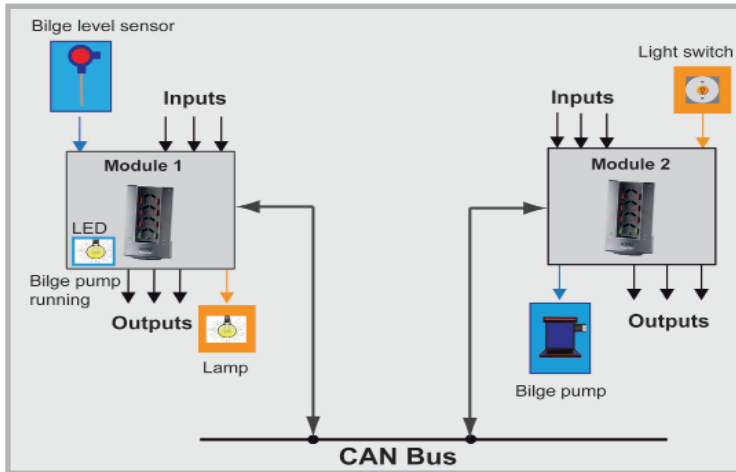 Bilge level sensor
Light switch
Inputs
Inputs
Module 1
Module 2
LED
Bilge pump
running
Outputs
Lamp
Outputs
Bilge pump
CAN Bus